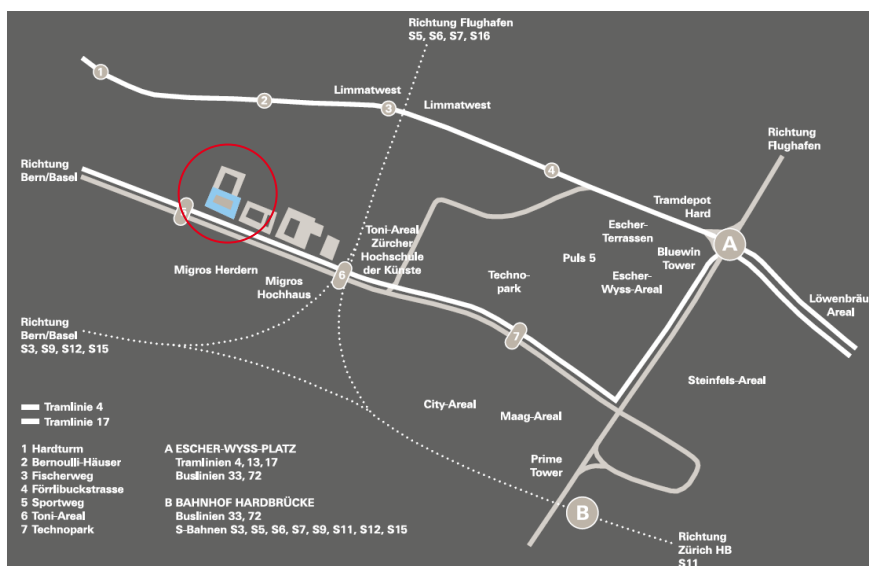 Richtung Flughafen
S5, S6, S7, S16
1
2
Limmatwest
3
Limmatwest
4
Richtung
Flughafen
Richtung
Bern/Basel
5
Tramdepot
Hard
Toni-Areal
Zürcher
Hochschule
der Künste
Escher-
Terrassen
Bluewin
Tower
A
Puls 5
Migros Herdern
Migros
Hochhaus
6
Techno-
park
Escher-
Wyss-Areal
Löwenbräu
Areal
Richtung
Bern/Basel
S3, S9, S12, S15
7
Steinfels-Areal
City-Areal
Maag-Areal
Prime
Tower
B
Richtung
Zürich HB
S11
Tramlinie 4
Tramlinie 17
1 Hardturm
2 Bernoulli-Häuser
3 Fischerweg
4 Förrlibuckstrasse
5 Sportweg
6 Toni-Areal
7 Technopark
A ESCHER-WYSS-PLATZ
Tramlinien 4, 13, 17
Buslinien 33, 72
B BAHNHOF HARDBRÜCKE
Buslinien 33, 72
S-Bahnen S3, S5, S6, S7, S9, S11, S12, S15